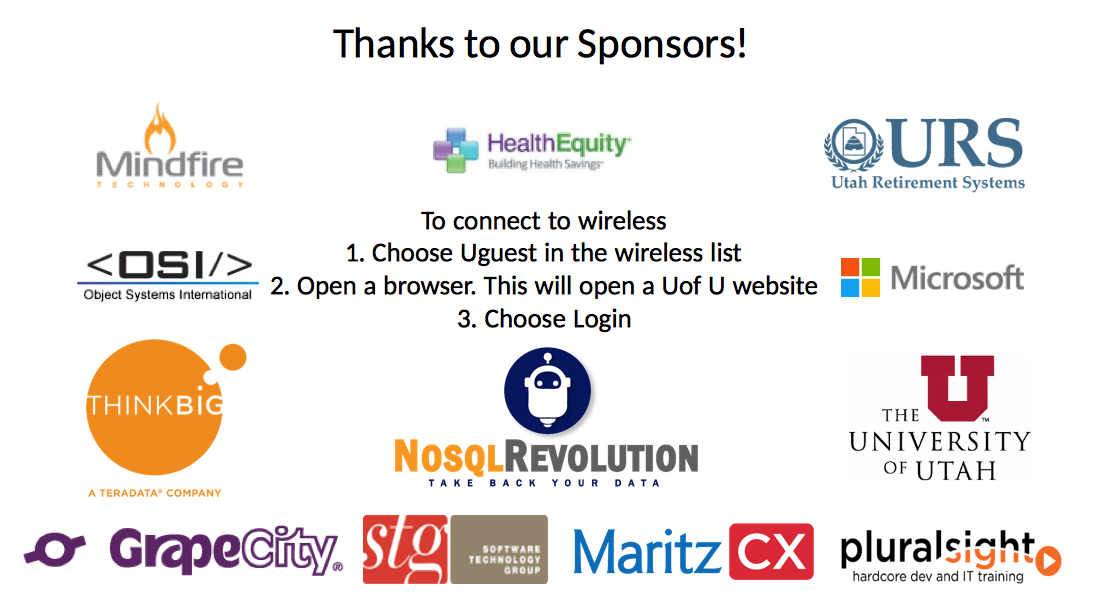 Thanks to our Sponsors!
Mindfire
TECHNOLOGY
HealthEquity™
Building Health Savings™
URS
Utah Retirement Systems
To connect to wireless
1. Choose Uguest in the wireless list
2. Open a browser. This will open a Uof U website
3. Choose Login
<OSI/>
Object Systems International
Microsoft
THINKBiG
A TERADATA® COMPANY
NOSQLREVOLUTION
TAKE BACK YOUR DATA
U™
THE
UNIVERSITY
OF UTAH
GrapeCity®
stg
SOFTWARE
TECHNOLOGY
GROUP
Maritz CX
pluralsight
hardcore dev and IT training